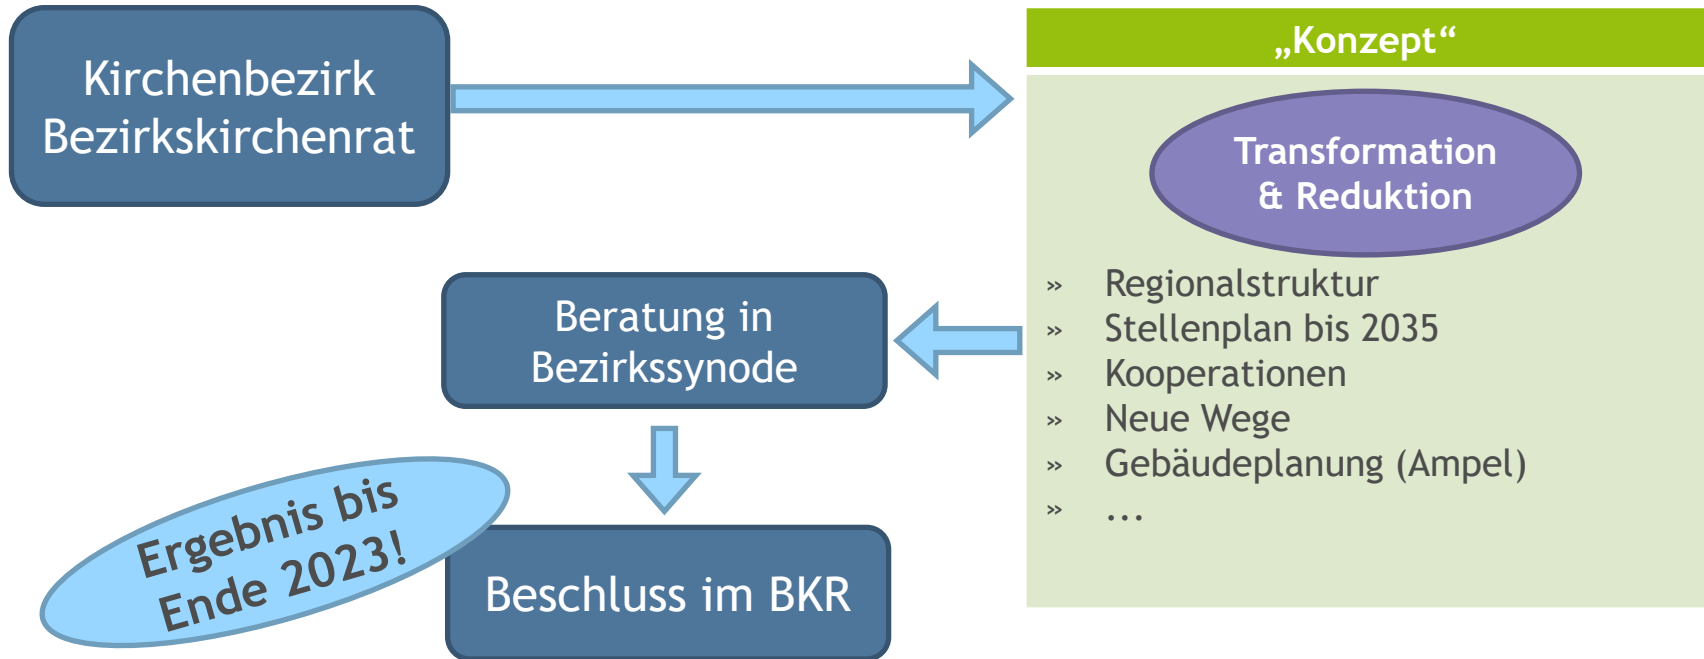 Kirchenbezirk
Bezirkskirchenrat
„Konzept“
Transformation
& Reduktion
» Regionalstruktur
» Stellenplan bis 2035
» Kooperationen
» Neue Wege
» Gebäudeplanung (Ampel)
» ...
Beratung in
Bezirkssynode
Ergebnis bis
Ende 2023!
Beschluss im BKR